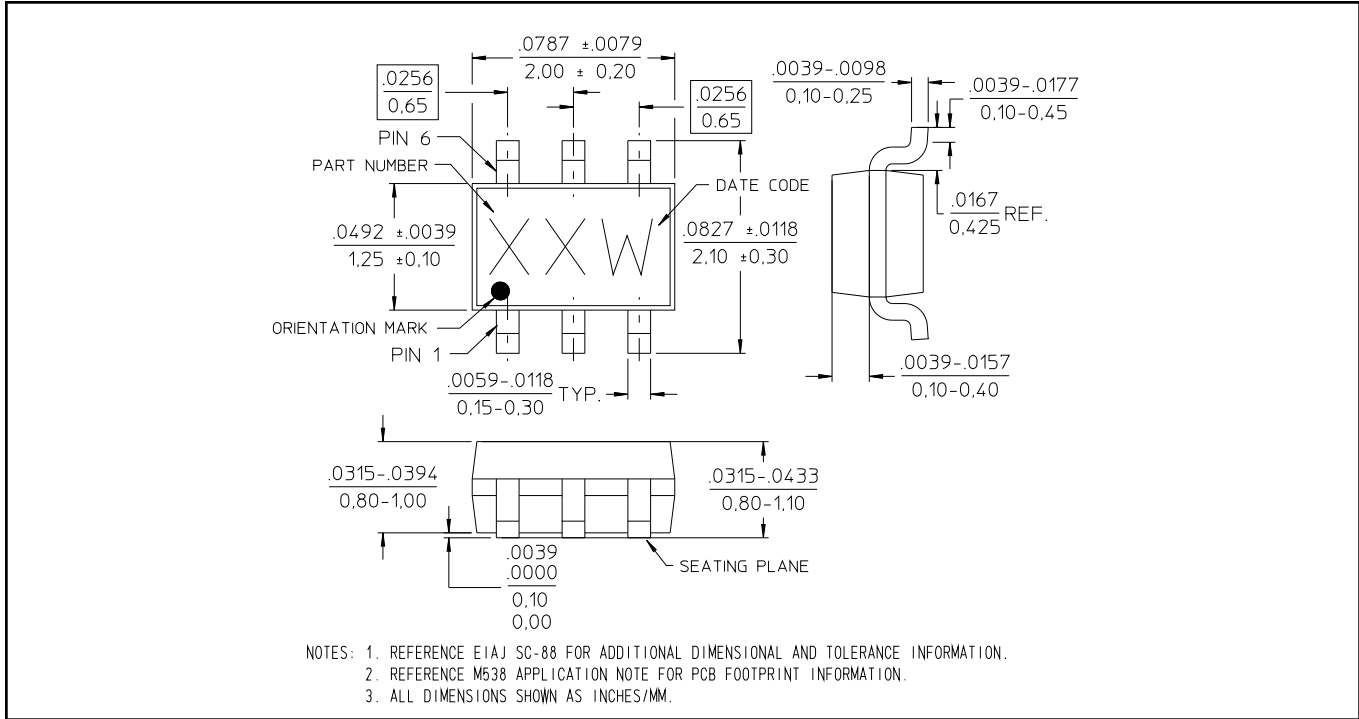 .0787 ±.0079
2,00 ± 0,20
.0256
0,65
.0256
0.65
PIN 6
PART NUMBER
DATE CODE
.0492 ±.0039
1,25 ±0,10
XXW
.0827 ±.0118
2,10 ±0,30
ORIENTATION MARK
PIN 1
.0059-.0118
0,15-0,30
TYP.
.0039-.0098
0,10-0,25
.0039-.0177
0,10-0,45
.0167
0,425
REF.
.0039-.0157
0,10-0,40
.0315-.0394
0,80-1,00
.0315-.0433
0,80-1,10
.0039
.0000
0,10
0,00
SEATING PLANE
NOTES: 1. REFERENCE EIAJ SC-88 FOR ADDITIONAL DIMENSIONAL AND TOLERANCE INFORMATION.
2. REFERENCE M538 APPLICATION NOTE FOR PCB FOOTPRINT INFORMATION.
3. ALL DIMENSIONS SHOWN AS INCHES/MM.